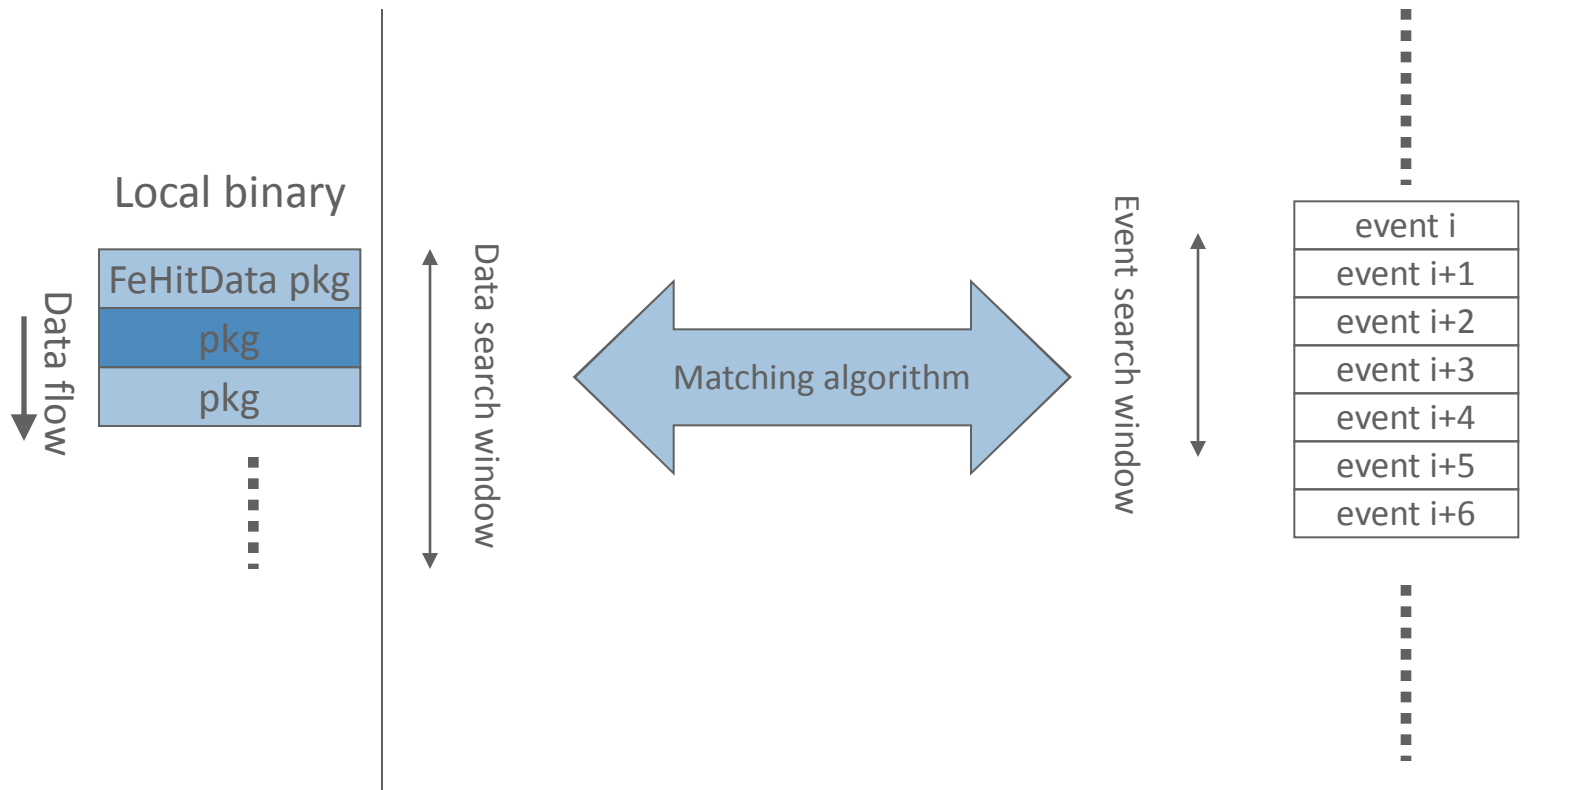 Local binary
FeHitData pkg
pkg
pkg
Data flow
Data search window
Matching algorithm
Event search window
event i
event i+1
event i+2
event i+3
event i+4
event i+5
event i+6